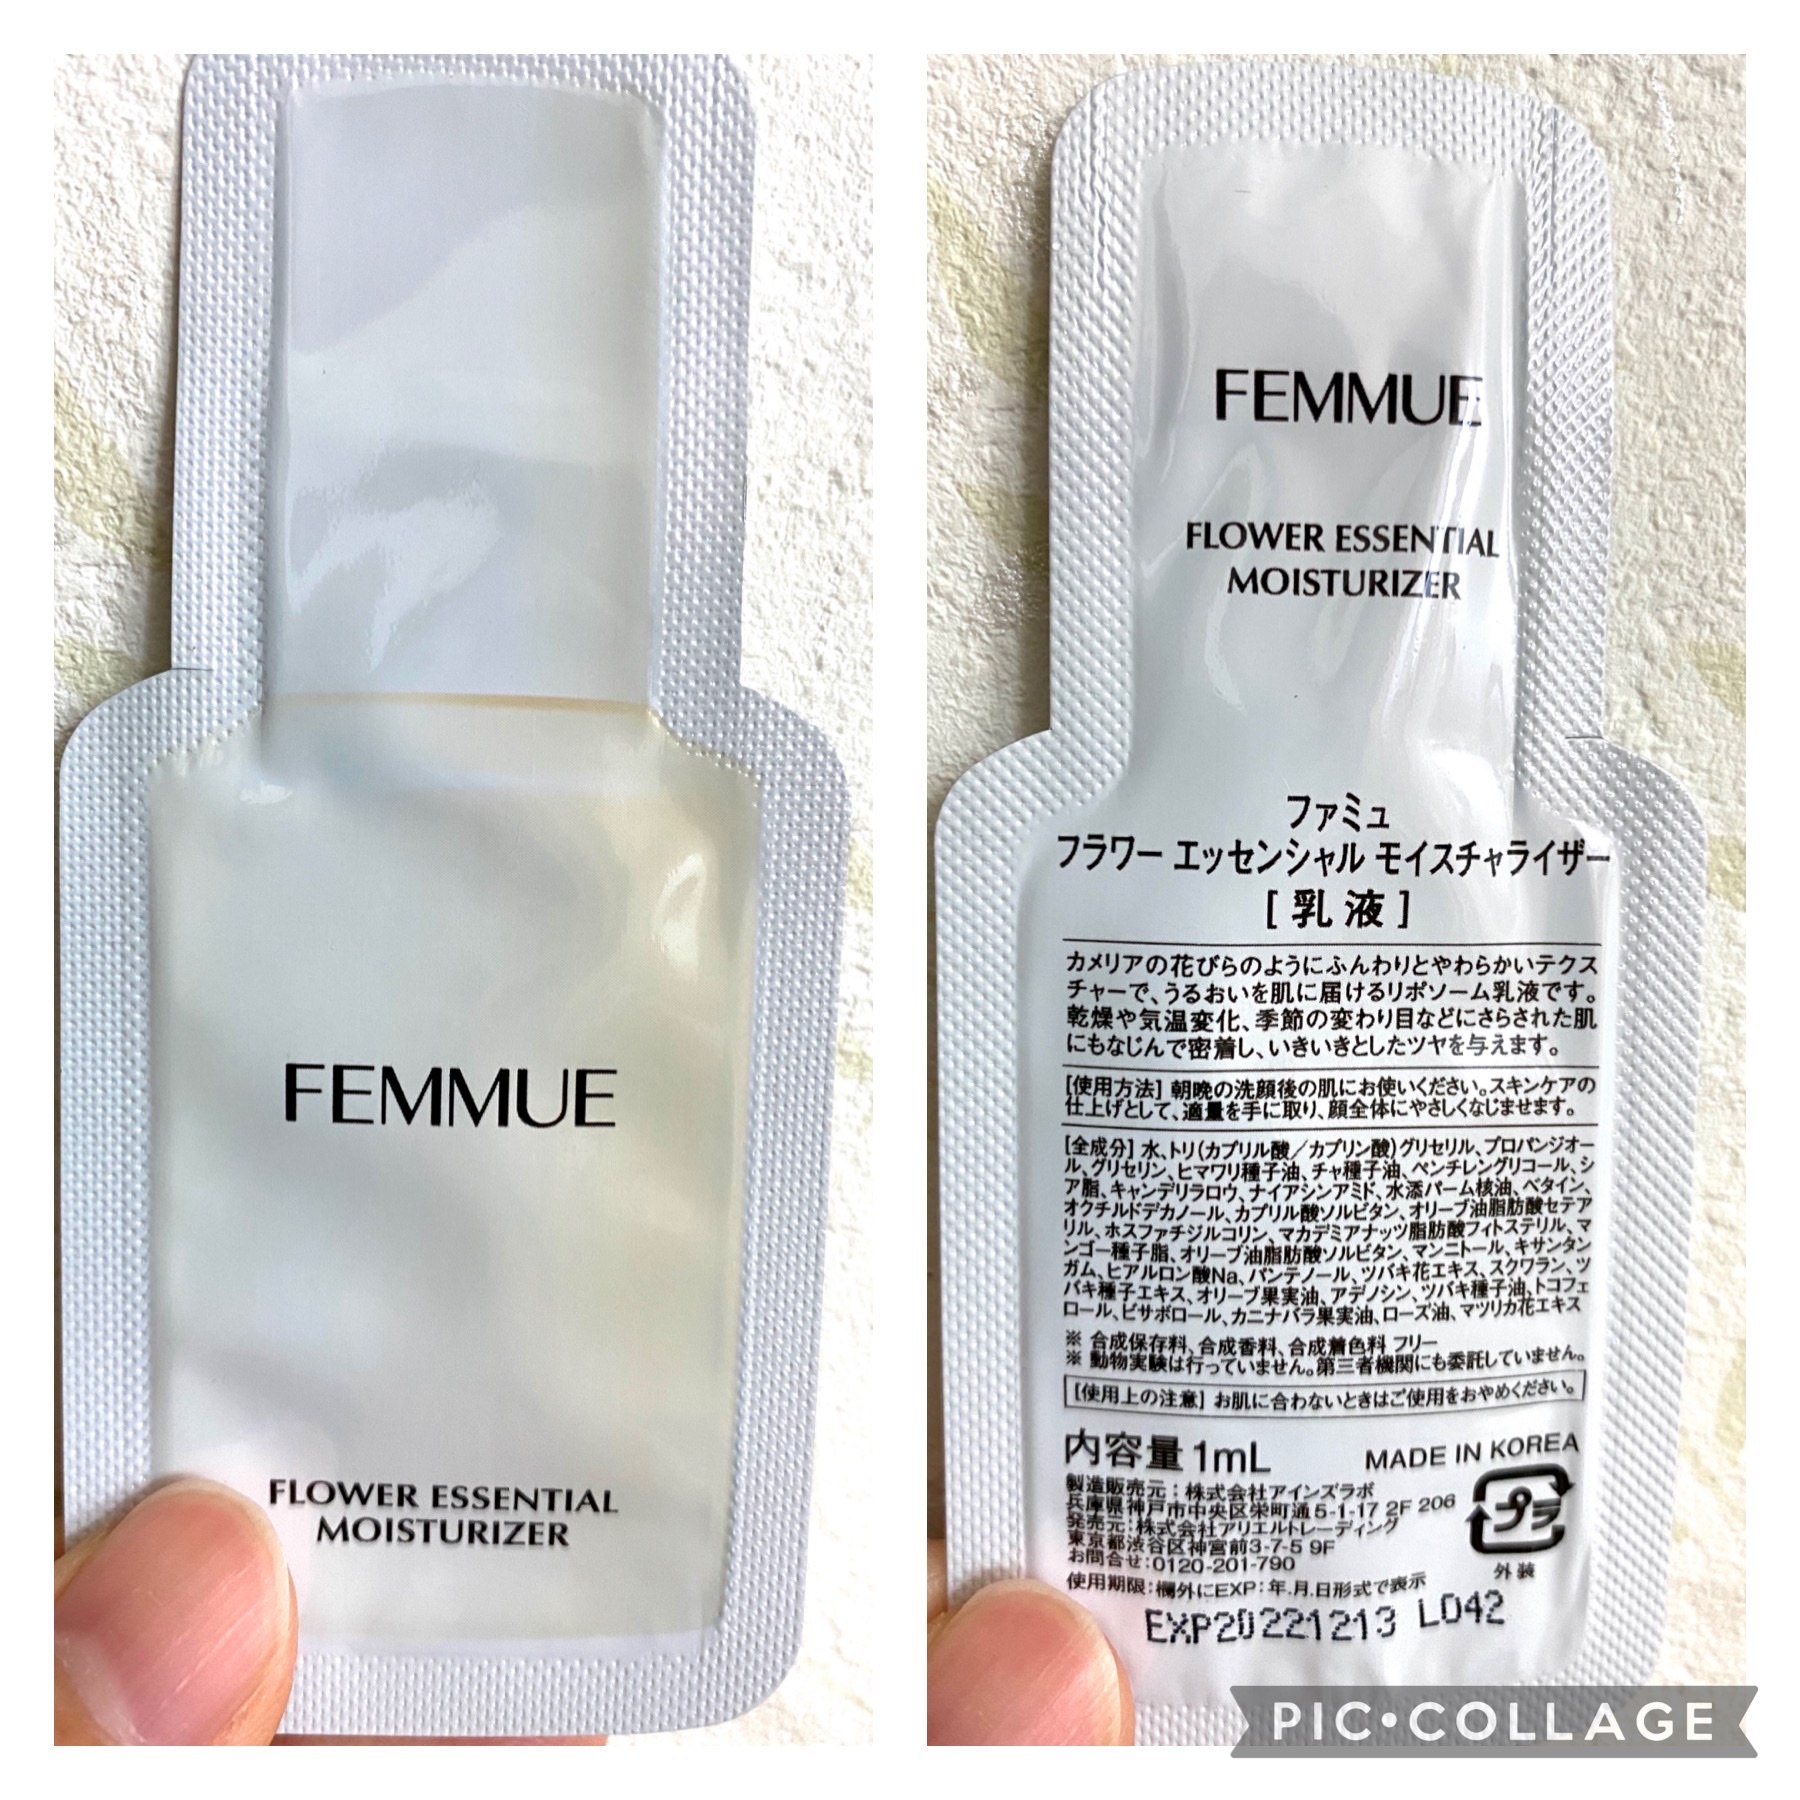 FEMMUE
FLOWER ESSENTIAL
MOISTURIZER
FEMMUE
FLOWER ESSENTIAL
MOISTURIZER
ファミュ
フラワー エッセンシャル モイスチャライザー
[ 乳 液 ]
カメリアの花びらのようにふんわりとやわらかいテクス
チャーで、うるおいを肌に届けるリポソーム乳液です。
乾燥や気温変化、季節の変わり目などにさらされた肌
にもなじんで密着し、いきいきとしたツヤを与えます。
[使用方法] 朝晩の洗顔後の肌にお使いください。スキンケアの
仕上げとして、適量を手に取り、顔全体にやさしくなじませます。
[全成分] 水、トリ(カプリル酸／カプリン酸)グリセリル、プロパンジオー
ル、グリセリン、ヒマワリ種子油、チャ種子油、ペンチレングリコール、シ
ア脂、キャンデリラロウ、ナイアシンアミド、水添パーム核油、ベタイン、
オクチルドデカノール、カプリル酸ソルビタン、オリーブ油脂肪酸セテア
リル、ホスファチジルコリン、マカデミアナッツ脂肪酸フィトステリル、マ
ンゴー種子脂、オリーブ油脂肪酸ソルビタン、マンニトール、キサンタン
ガム、ヒアルロン酸Na、パンテノール、ツバキ花エキス、スクワラン、ツ
バキ種子エキス、オリーブ果実油、アデノシン、ツバキ種子油、トコフェ
ロール、ビサボロール、カニナバラ果実油、ローズ油、マツリカ花エキス
※ 合成保存料、合成香料、合成着色料 フリー
※ 動物実験は行っていません。第三者機関にも委託していません。
[使用上の注意] お肌に合わないときはご使用をおやめください。
内容量 1mL MADE IN KOREA
製造販売元：株式会社アインズラボ
兵庫県神戸市中央区栄町通5-1-17 2F 206
発売元：株式会社アリエルトレーディング
東京都渋谷区神宮前3-7-5 9F
お問合せ：0120-201-790
プラ
外装
使用期限：欄外にEXP：年.月.日形式で表示
EXP20221213 L042
PIC•COLLAGE